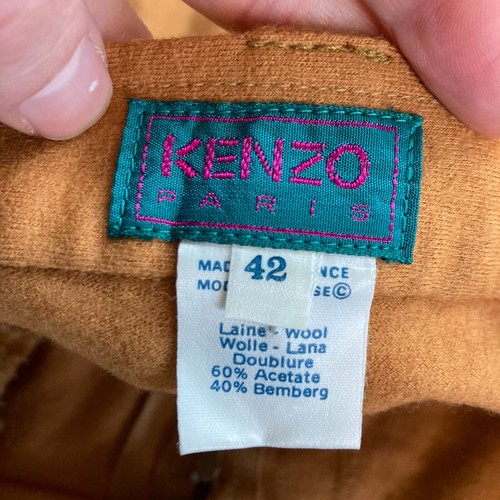 KENZO
PARIS
42
Laine - Wool
Wolle - Lana
Doublure
60% Acetate
40% Bemberg